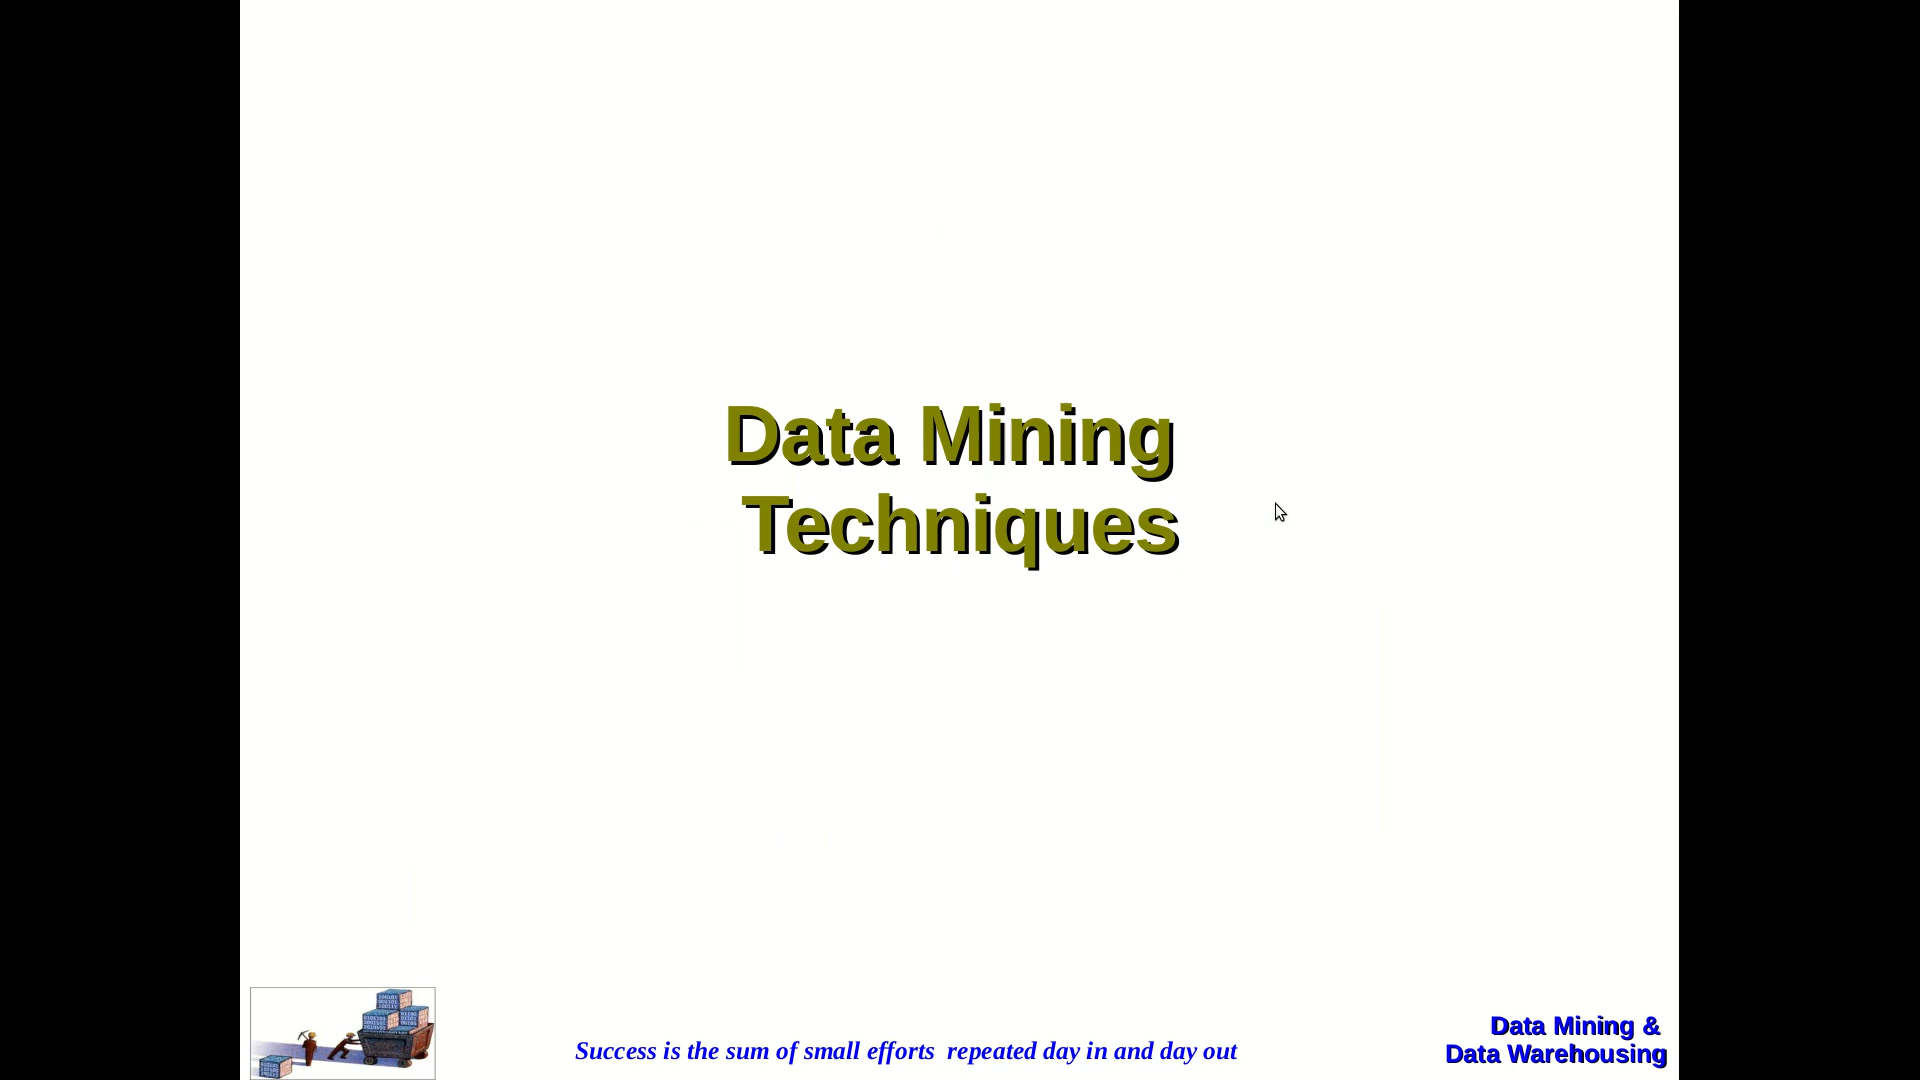 Data Mining
Techniques
Success is the sum of small efforts  repeated day in and day out
Data Mining &
Data Warehousing